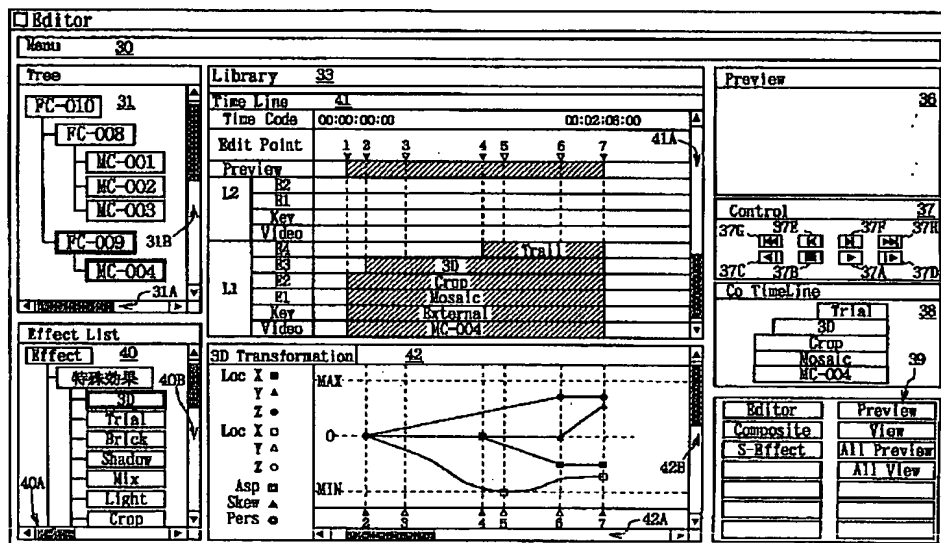 Editor
Menu 30
Tree
31
FC-010
FC-008
MC-001
MC-002
MC-003
FC-009
MC-004
31B
31A
Effect List
Effect 40
特殊効果
3D
Trial
Brick
Shadow
Mix
Light
Crop
40B
40A
Library 33
Time Line 41
Time Code 00:00:00:00 00:02:08:00
41A
Edit Point 1 2 3 4 5 6 7
Preview
L2
R2
R1
Key
Video
L1
R4 Trail
R3 3D
E2 Crop
E1 Mosaic
Key External
Video MC-004
3D Transformation 42
Loc X ■
Y ▲
Z ●
Loc X □
Y △
Z ○
Asp
Skew
Pers
MAX
0
MIN
2 3 4 5 6 7
42B
42A
Preview
36
Control 37
37G 37E 37F 37H
37C 37B 37A 37D
Co TimeLine
38
Trial
3D
Crop
Mosaic
MC-004
39
Editor Preview
Composite View
S-Effect All Preview
All View